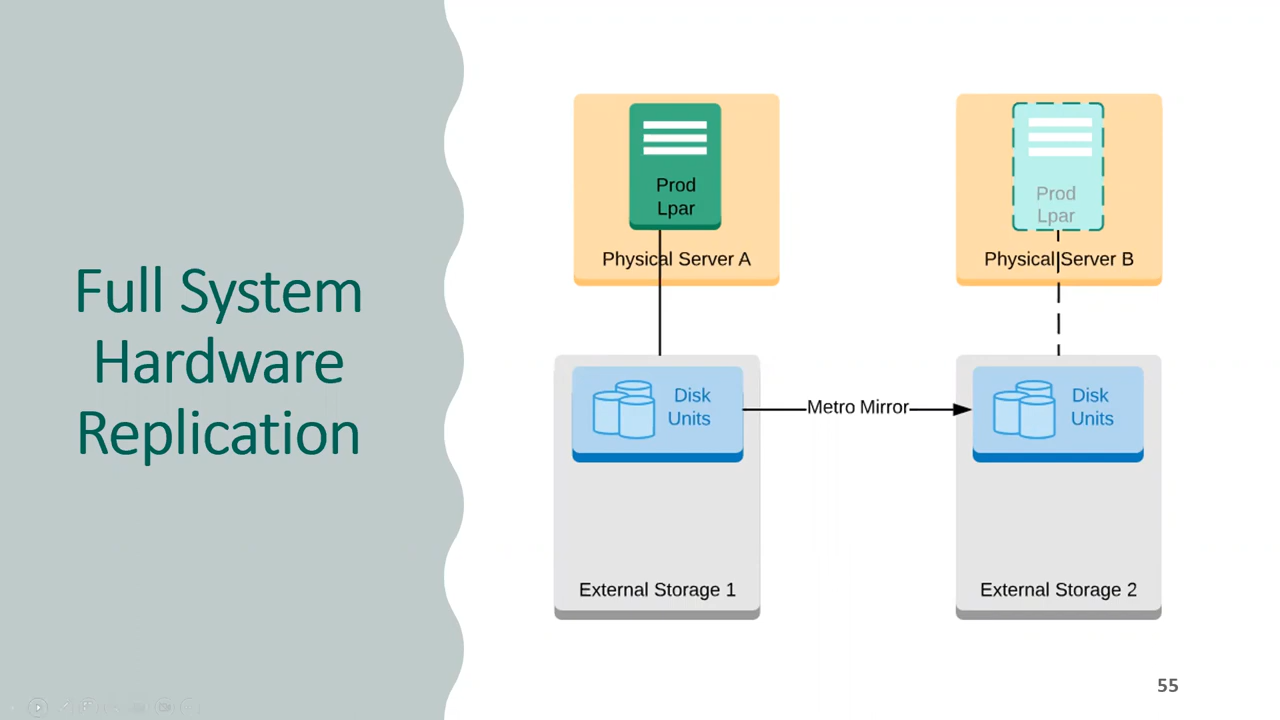 Full System
Hardware
Replication
Prod
Lpar
Physical Server A
Prod
Lpar
Physical Server B
Disk
Units
Metro Mirror
Disk
Units
External Storage 1
External Storage 2
55